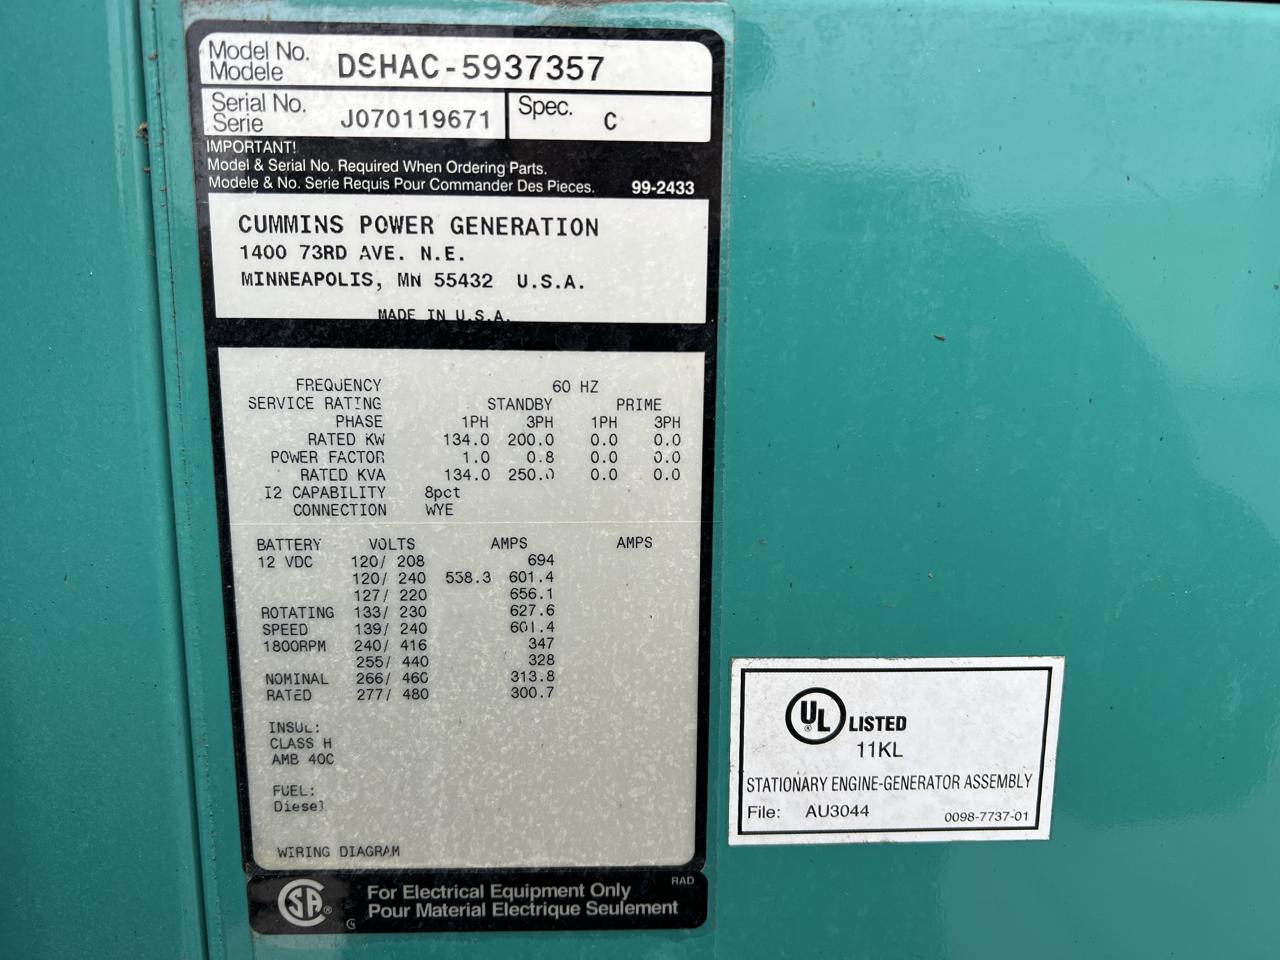 Model No. DSHAC-5937357
Modele
Serial No. J070119671 Spec. C
Serie
IMPORTANT!
Model & Serial No. Required When Ordering Parts.
Modele & No. Serie Requis Pour Commander Des Pieces. 99-2433
CUMMINS POWER GENERATION
1400 73RD AVE. N.E.
MINNEAPOLIS, MN 55432 U.S.A.
MADE IN U.S.A.
FREQUENCY 60 HZ
SERVICE RATING STANDBY PRIME
PHASE 1PH 3PH 1PH 3PH
RATED KW 134.0 200.0 0.0 0.0
POWER FACTOR 1.0 0.8 0.0 0.0
RATED KVA 134.0 250.0 0.0 0.0
I2 CAPABILITY 8pct
CONNECTION WYE
BATTERY VOLTS AMPS AMPS
12 VDC 120/ 208 694
120/ 240 558.3 601.4
127/ 220 656.1
ROTATING 133/ 230 627.6
SPEED 139/ 240 601.4
1800RPM 240/ 416 347
255/ 440 328
NOMINAL 266/ 460 313.8
RATED 277/ 480 300.7
INSUL:
CLASS H
AMB 40C
FUEL:
Diesel
WIRING DIAGRAM
RAD
SA ® For Electrical Equipment Only
Pour Material Electrique Seulement
UL ® LISTED
11KL
STATIONARY ENGINE-GENERATOR ASSEMBLY
File: AU3044 0098-7737-01